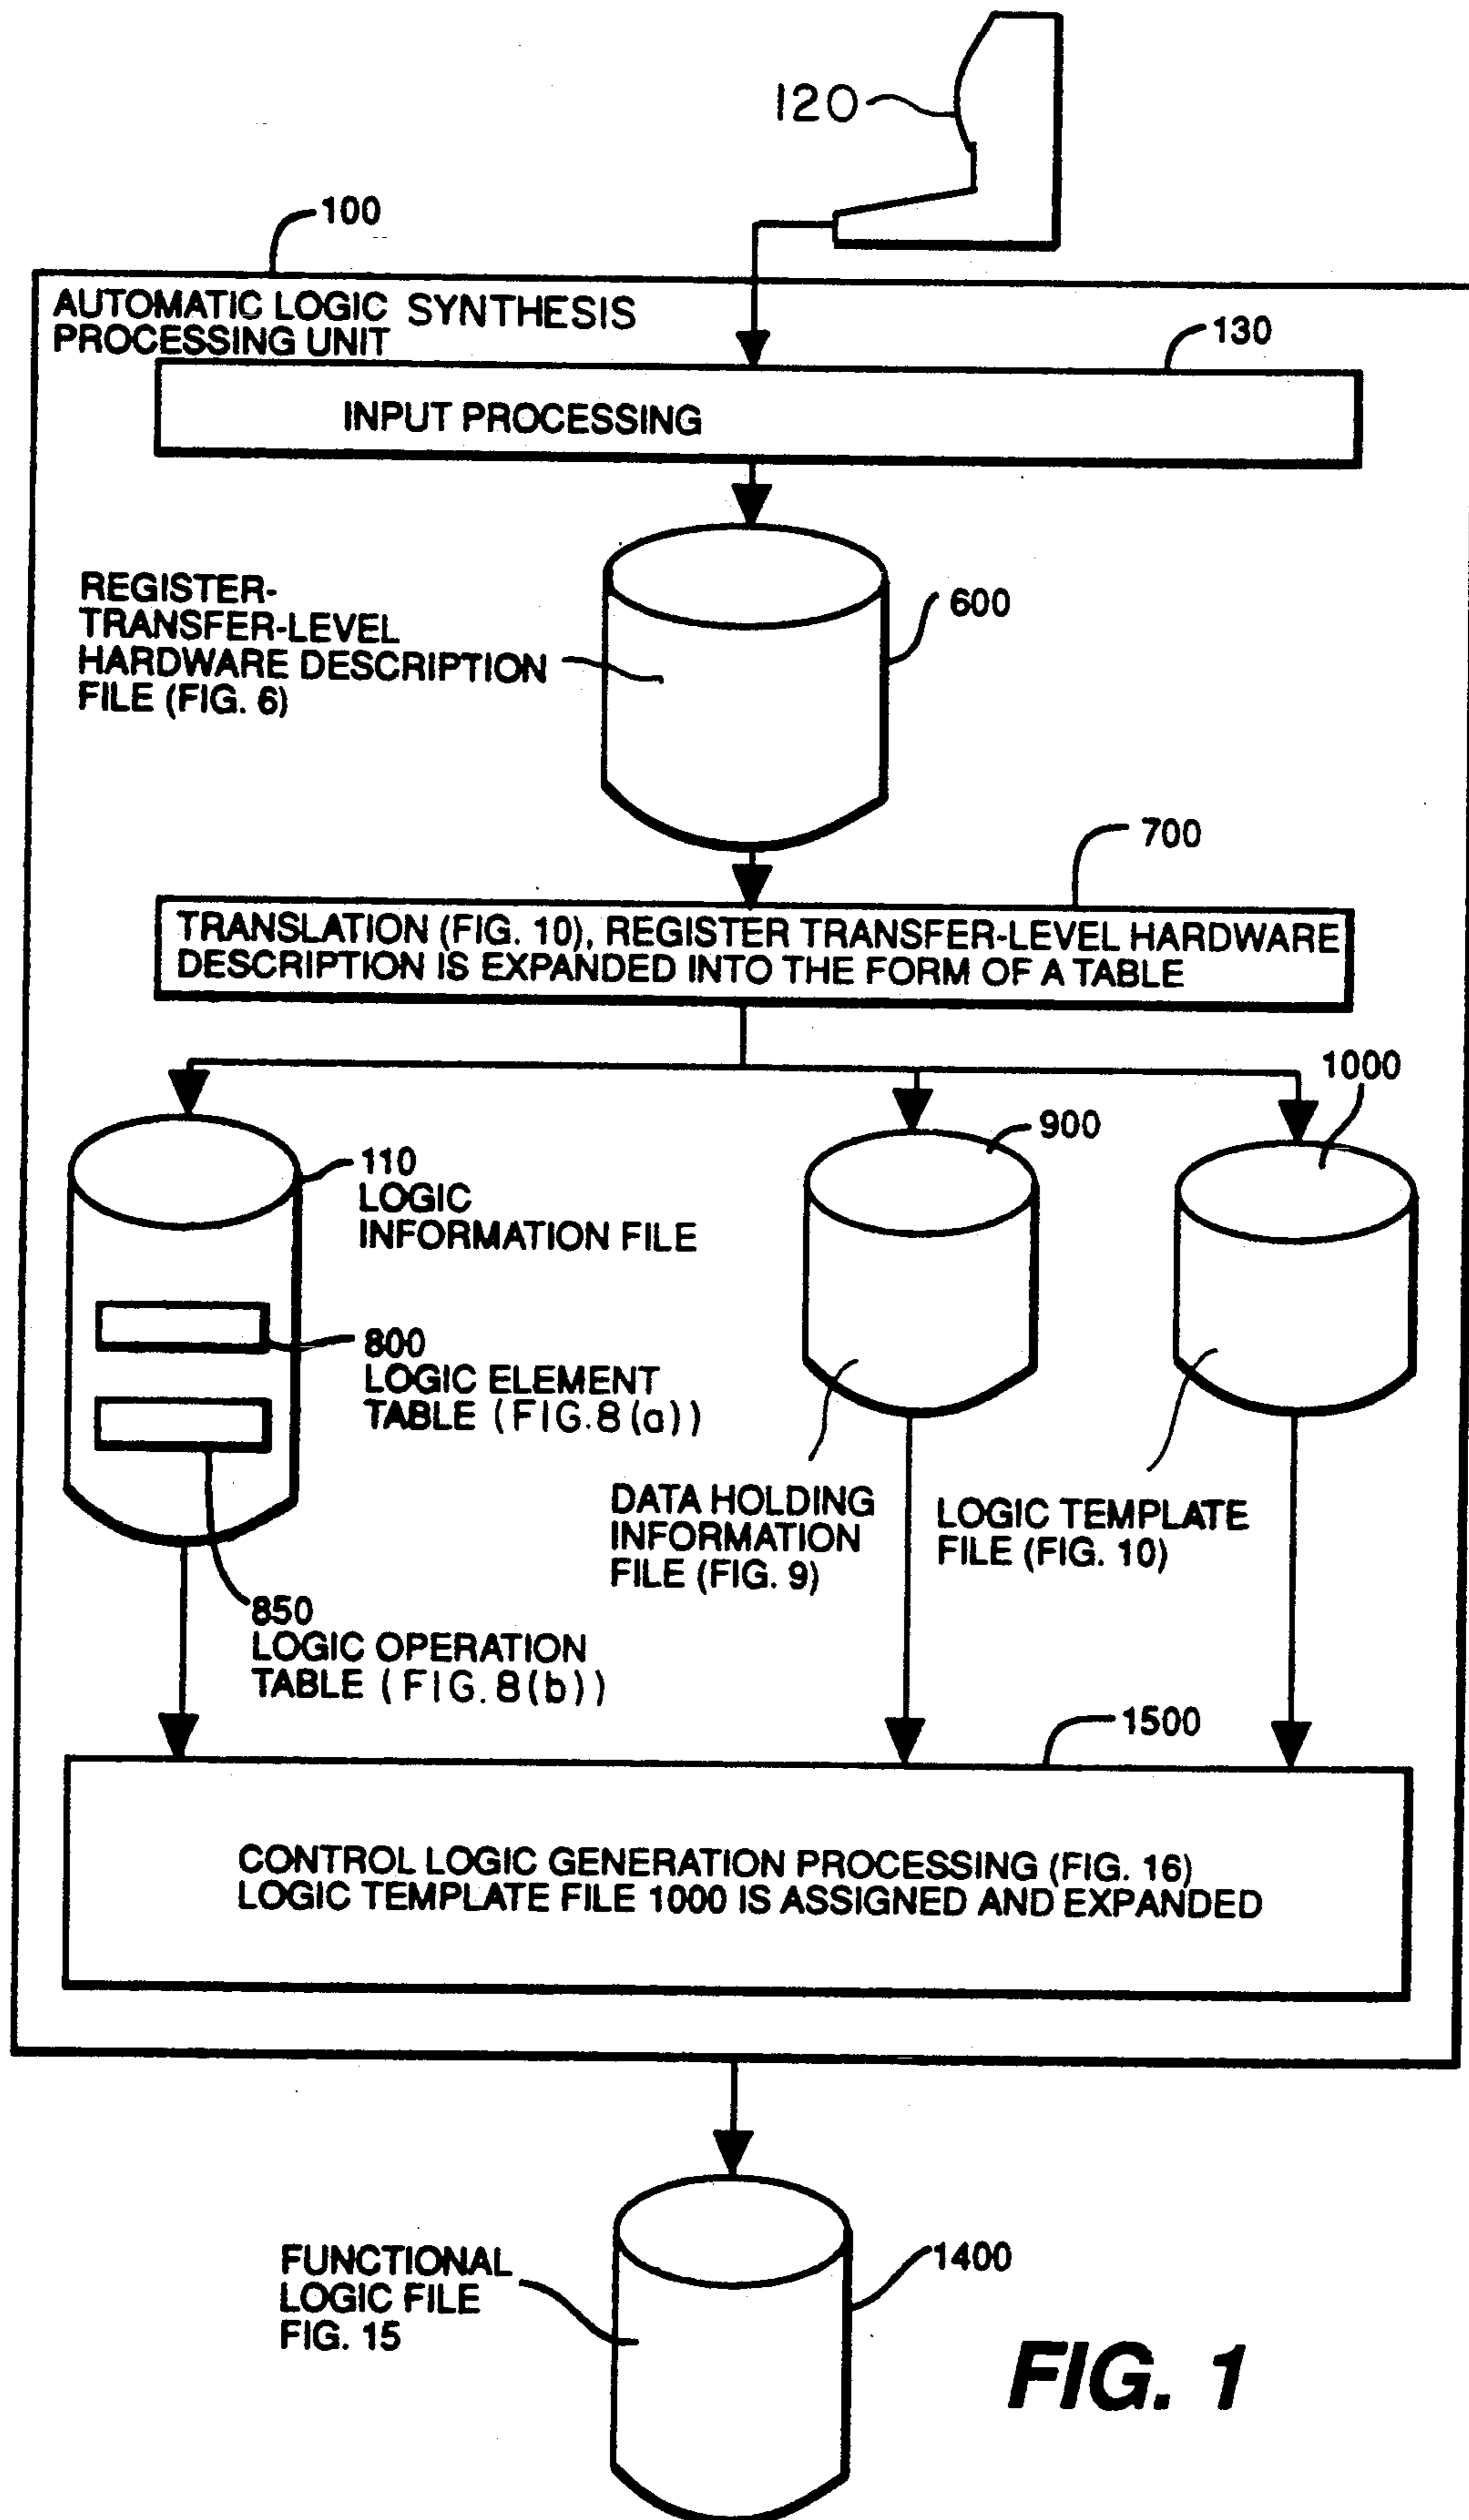 120
100
AUTOMATIC LOGIC SYNTHESIS
PROCESSING UNIT
130
INPUT PROCESSING
REGISTER-
TRANSFER-LEVEL
HARDWARE DESCRIPTION
FILE (FIG. 6)
600
700
TRANSLATION (FIG. 10), REGISTER TRANSFER-LEVEL HARDWARE
DESCRIPTION IS EXPANDED INTO THE FORM OF A TABLE
1000
900
110
LOGIC
INFORMATION FILE
800
LOGIC ELEMENT
TABLE (FIG.8(a))
DATA HOLDING
INFORMATION
FILE (FIG. 9)
LOGIC TEMPLATE
FILE (FIG. 10)
850
LOGIC OPERATION
TABLE (FIG.8(b))
1500
CONTROL LOGIC GENERATION PROCESSING (FIG. 16)
LOGIC TEMPLATE FILE 1000 IS ASSIGNED AND EXPANDED
FUNCTIONAL
LOGIC FILE
FIG. 15
1400
FIG. 1